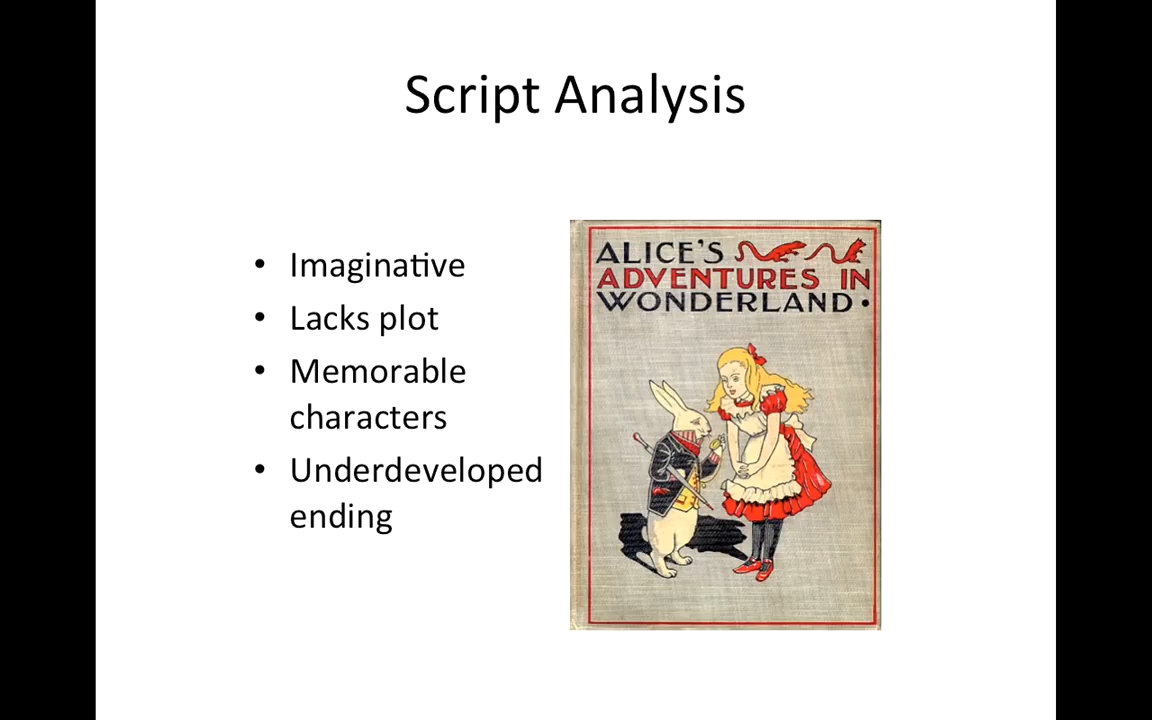 Script Analysis
• Imaginative
• Lacks plot
• Memorable
characters
• Underdeveloped
ending
ALICE'S
ADVENTURES IN
WONDERLAND •